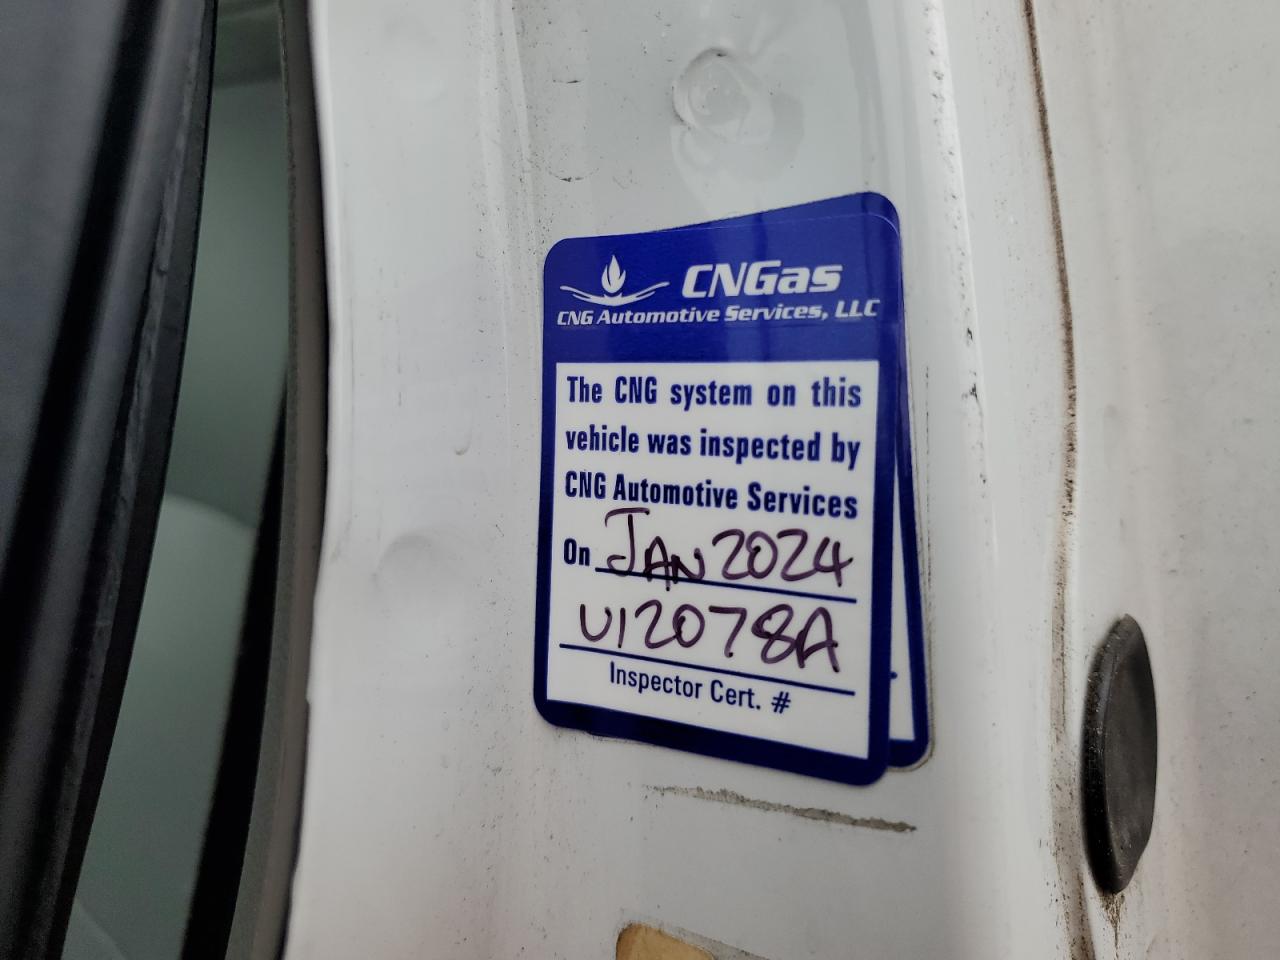 CNGas
CNG Automotive Services, LLC
The CNG system on this
vehicle was inspected by
CNG Automotive Services
On JAN 2024
U12078A
Inspector Cert. #